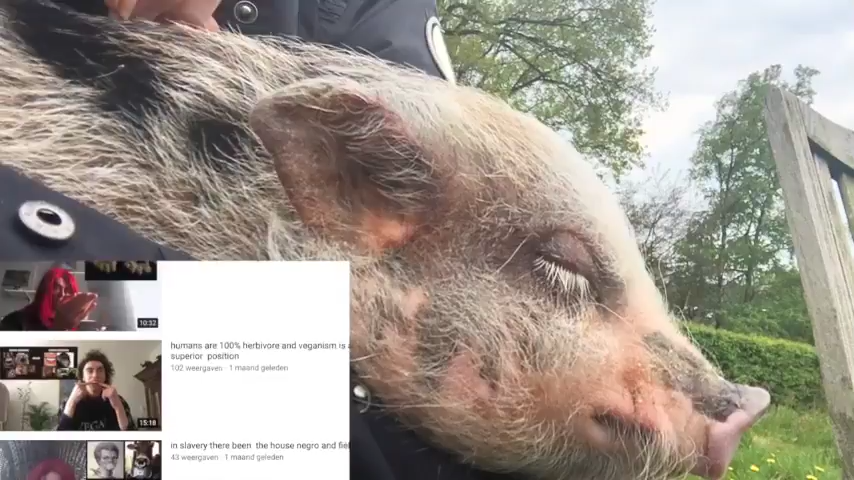 10:32
humans are 100% herbivore and veganism is a
superior position
102 weergaven · 1 maand geleden
15:18
in slavery there been the house negro and fiel
43 weergaven · 1 maand geleden